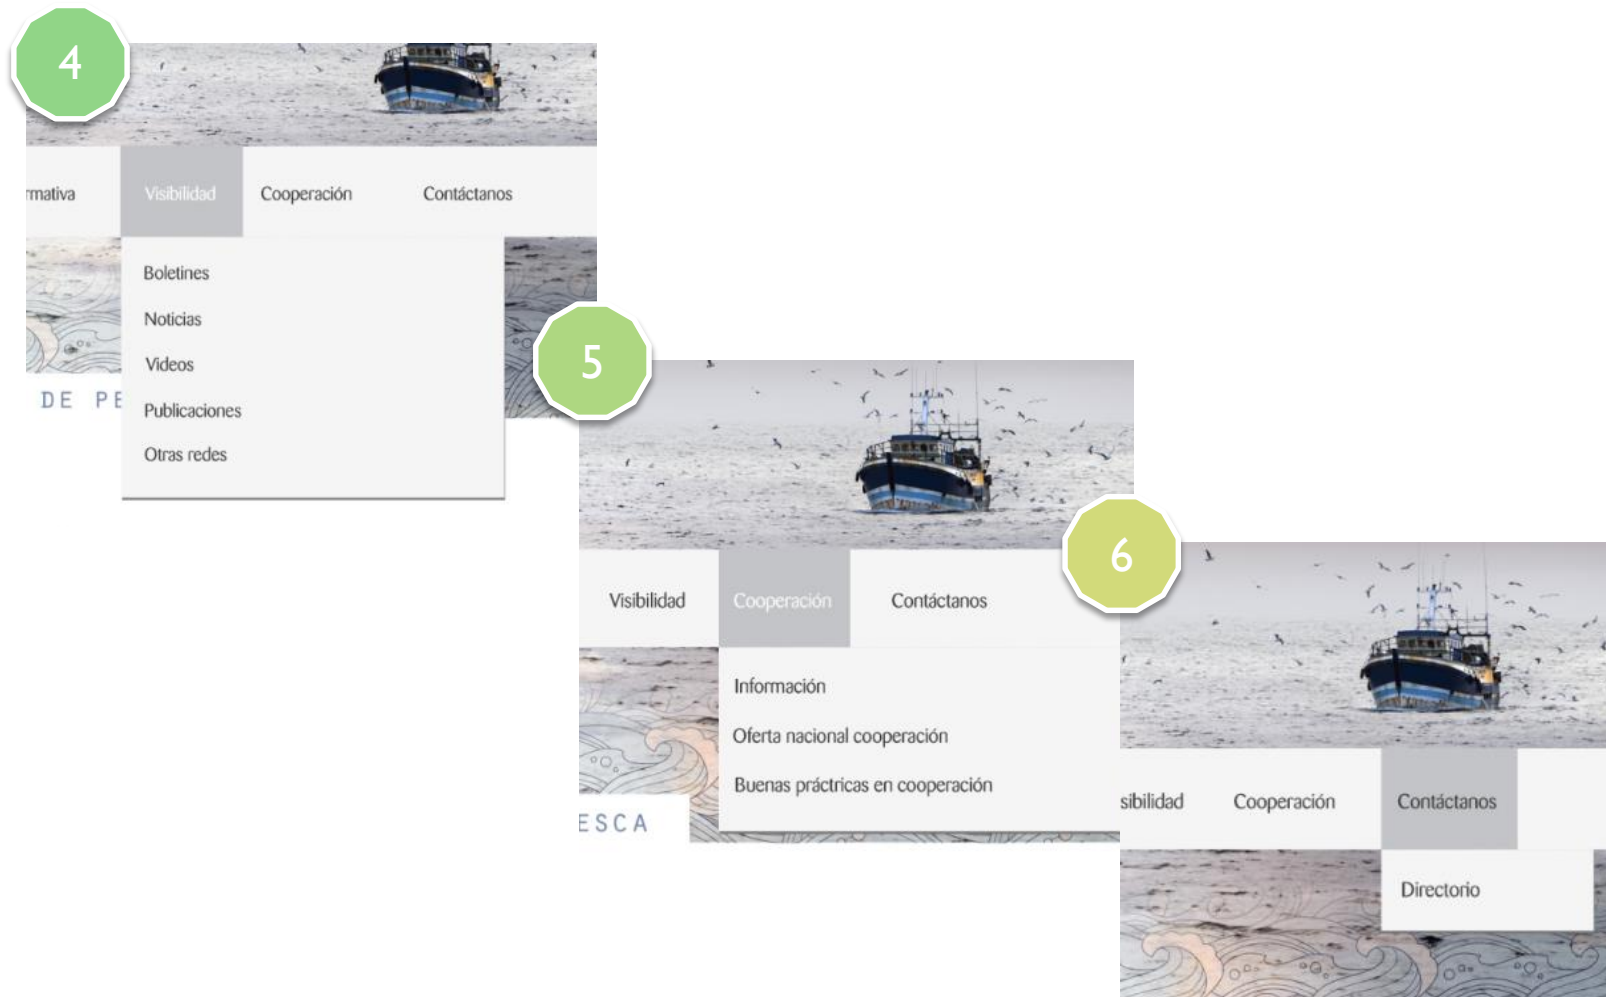 4
rmativa Visibilidad Cooperación Contáctanos
Boletines
Noticias
Videos
Publicaciones
Otras redes
DE PE
5
Visibilidad Cooperación Contáctanos
Información
Oferta nacional cooperación
Buenas práctricas en cooperación
ESCA
6
sibilidad Cooperación Contáctanos
Directorio